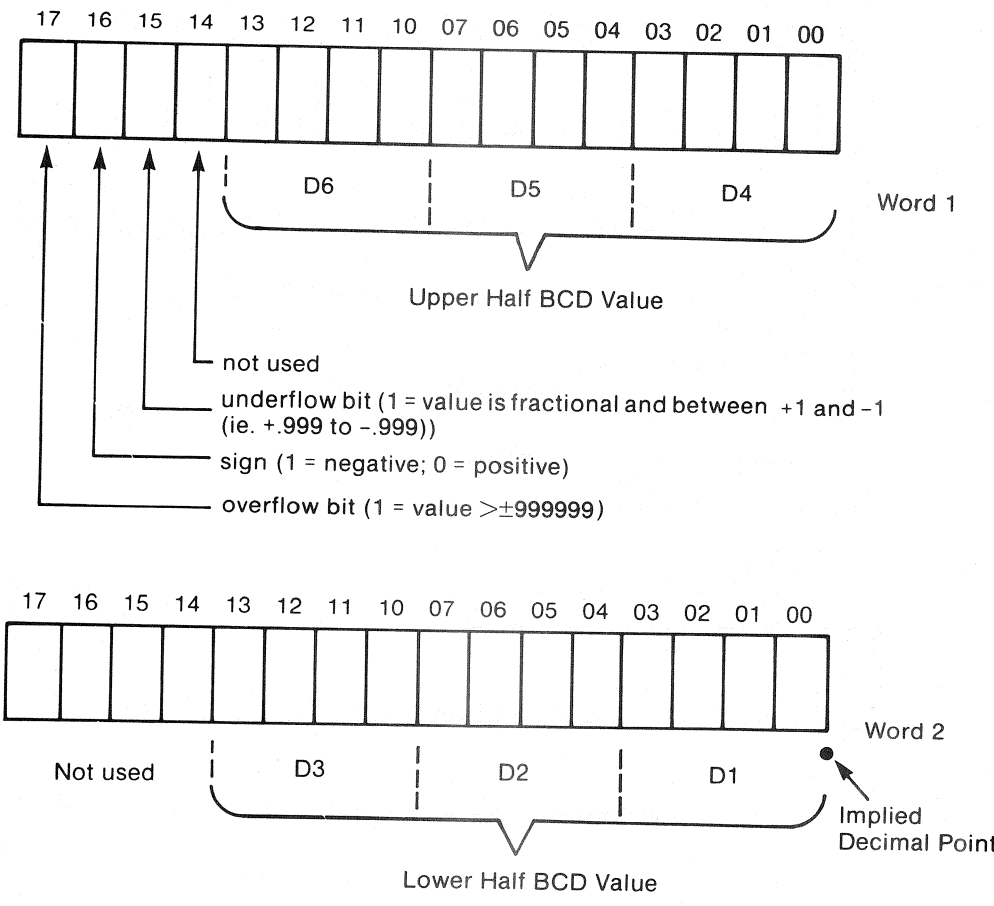 17 16 15 14 13 12 11 10 07 06 05 04 03 02 01 00
D6 D5 D4
Word 1
Upper Half BCD Value
not used
underflow bit (1 = value is fractional and between +1 and -1
(ie. +.999 to -.999))
sign (1 = negative; 0 = positive)
overflow bit (1 = value >±999999)
17 16 15 14 13 12 11 10 07 06 05 04 03 02 01 00
Word 2
Not used D3 D2 D1
Implied
Decimal Point
Lower Half BCD Value